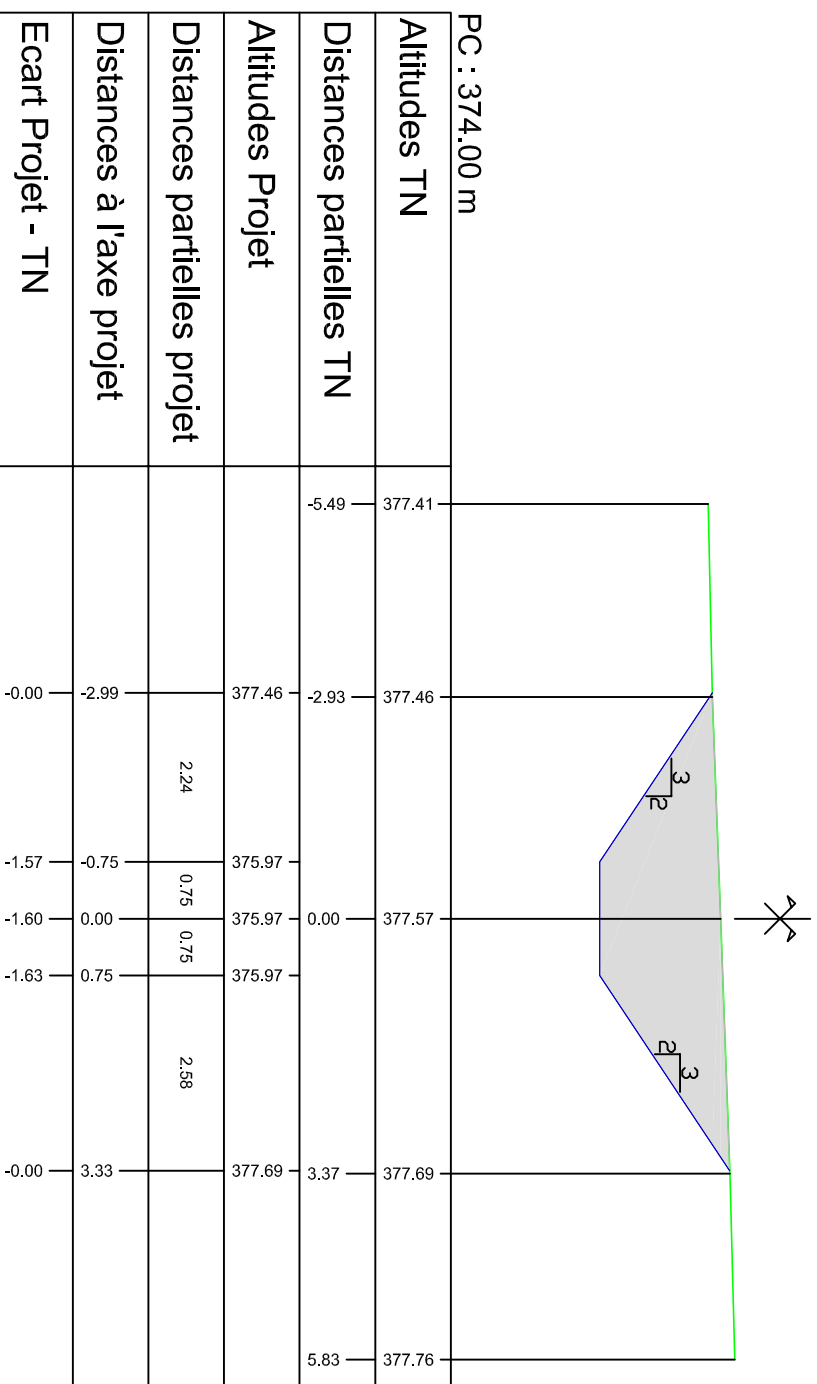 PC : 374.00 m
3
2
3
2
Altitudes TN 377.41 377.46 377.57 377.69 377.76
Distances partielles TN -5.49 -2.93 0.00 3.37 5.83
Altitudes Projet 377.46 375.97 375.97 375.97 377.69
Distances partielles projet 2.24 0.75 0.75 2.58
Distances à l'axe projet -2.99 -0.75 0.00 0.75 3.33
Ecart Projet - TN -0.00 -1.57 -1.60 -1.63 -0.00